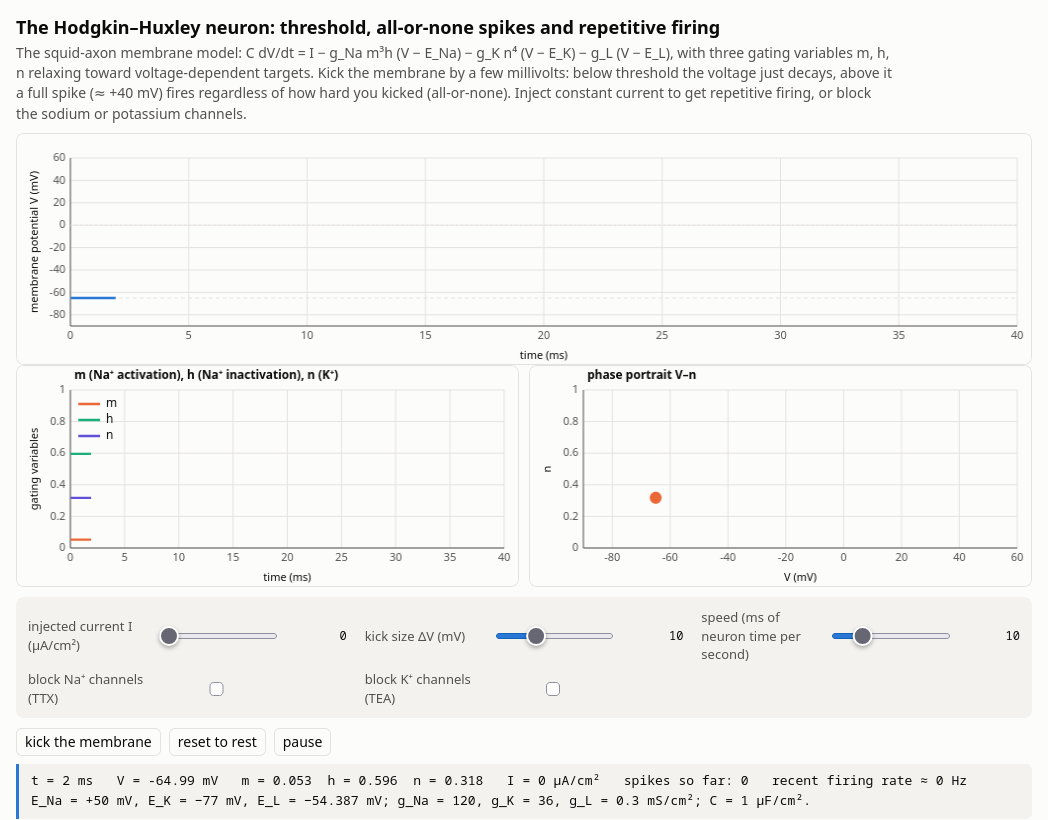 The Hodgkin–Huxley neuron: threshold, all-or-none spikes and repetitive firing
The squid-axon membrane model: C dV/dt = I − g_Na m³h (V − E_Na) − g_K n⁴ (V − E_K) − g_L (V − E_L), with three gating variables m, h,
n relaxing toward voltage-dependent targets. Kick the membrane by a few millivolts: below threshold the voltage just decays, above it
a full spike (≈ +40 mV) fires regardless of how hard you kicked (all-or-none). Inject constant current to get repetitive firing, or block
the sodium or potassium channels.
membrane potential V (mV)
60
40
20
0
-20
-40
-60
-80
0 5 10 15 20 25 30 35 40
time (ms)
m (Na⁺ activation), h (Na⁺ inactivation), n (K⁺)
gating variables
1
0.8
0.6
0.4
0.2
0
m
h
n
0 5 10 15 20 25 30 35 40
time (ms)
phase portrait V–n
n
1
0.8
0.6
0.4
0.2
0
-80 -60 -40 -20 0 20 40 60
V (mV)
injected current I
(µA/cm²)
0
kick size ΔV (mV)
10
speed (ms of
neuron time per
second)
10
block Na⁺ channels
(TTX)
block K⁺ channels
(TEA)
kick the membrane
reset to rest
pause
t = 2 ms V = -64.99 mV m = 0.053 h = 0.596 n = 0.318 I = 0 µA/cm² spikes so far: 0 recent firing rate ≈ 0 Hz
E_Na = +50 mV, E_K = −77 mV, E_L = −54.387 mV; g_Na = 120, g_K = 36, g_L = 0.3 mS/cm²; C = 1 µF/cm².